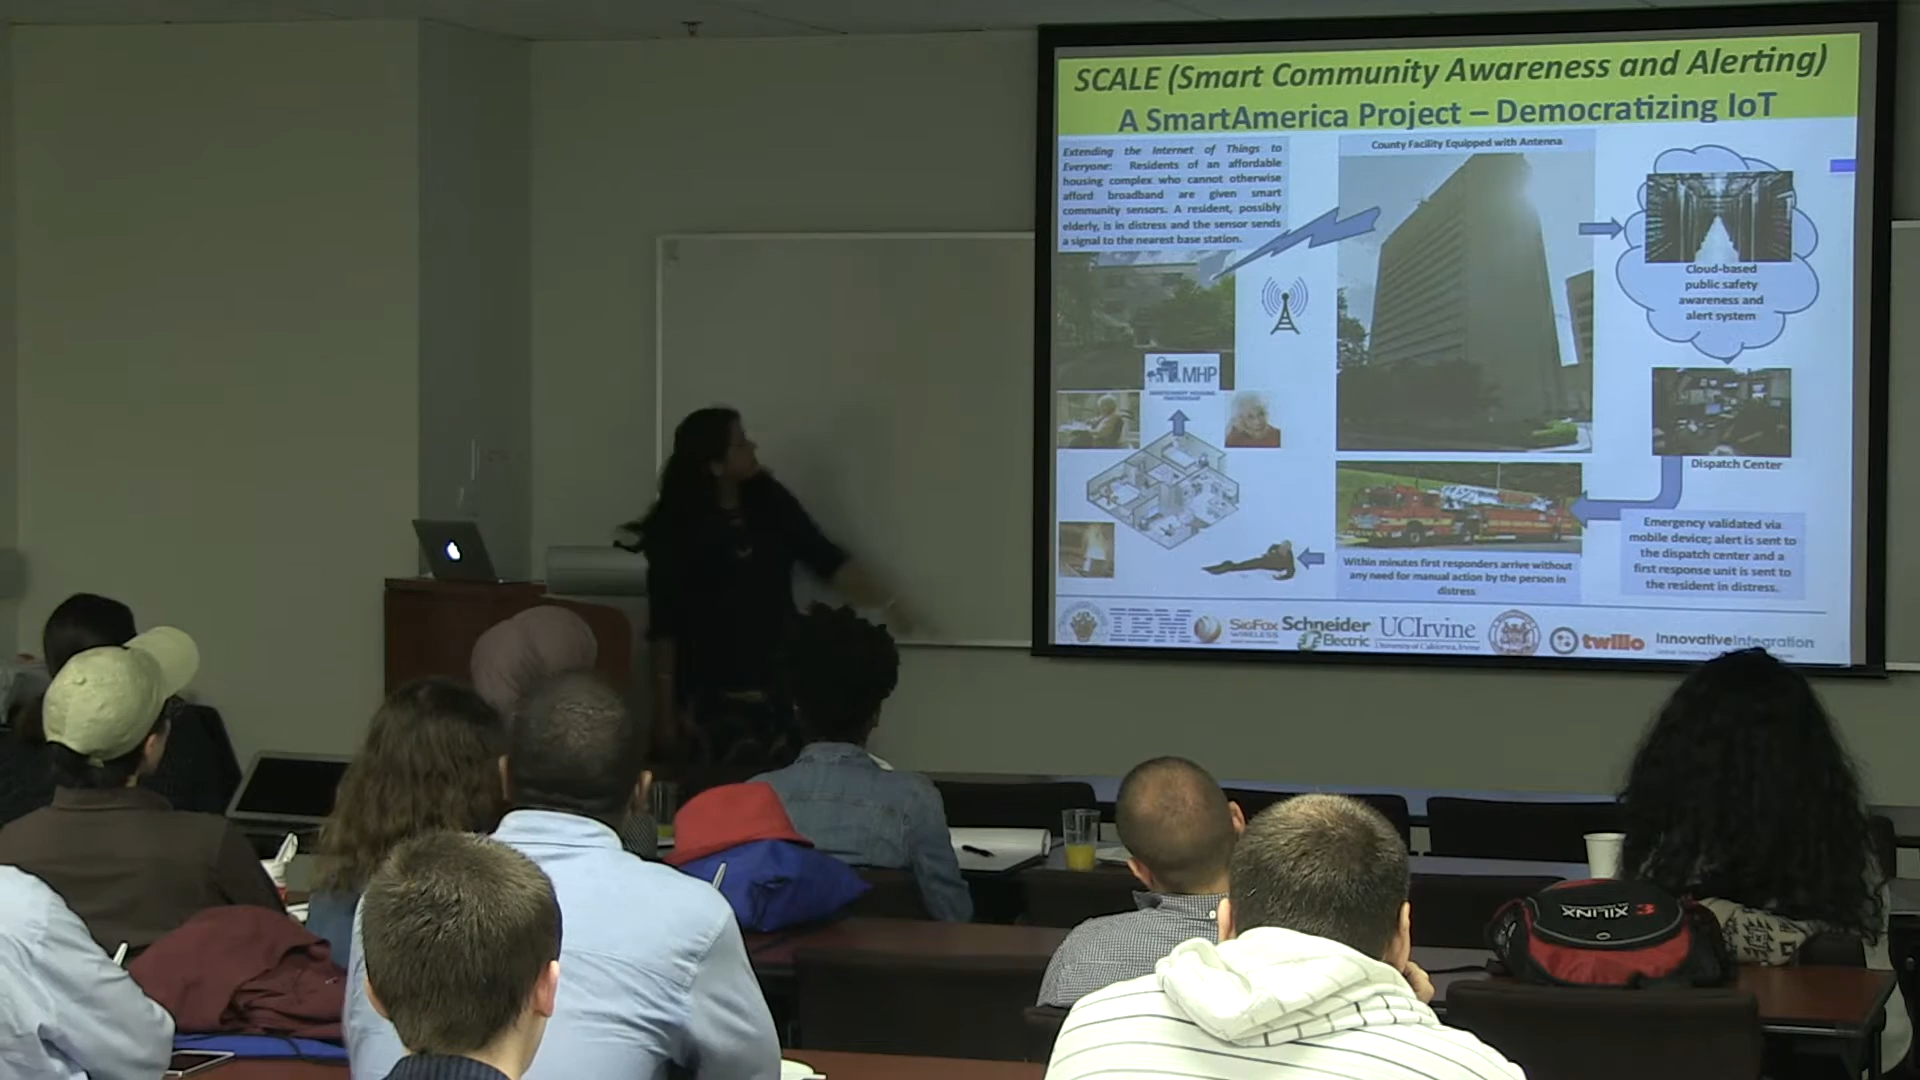 SCALE (Smart Community Awareness and Alerting)
A SmartAmerica Project – Democratizing IoT
Extending the Internet of Things to
Everyone: Residents of an affordable
housing complex who cannot otherwise
afford broadband are given smart
community sensors. A resident, possibly
elderly, is in distress and the sensor sends
a signal to the nearest base station.
County Facility Equipped with Antenna
Cloud-based
public safety
awareness and
alert system
MHP
Dispatch Center
Emergency validated via
mobile device; alert is sent to
the dispatch center and a
first response unit is sent to
the resident in distress.
Within minutes first responders arrive without
any need for manual action by the person in
distress
IBM
SIGFOX
WIRELESS
Schneider
Electric
UCIrvine
University of California, Irvine
twilio
InnovativeIntegration
XILINX